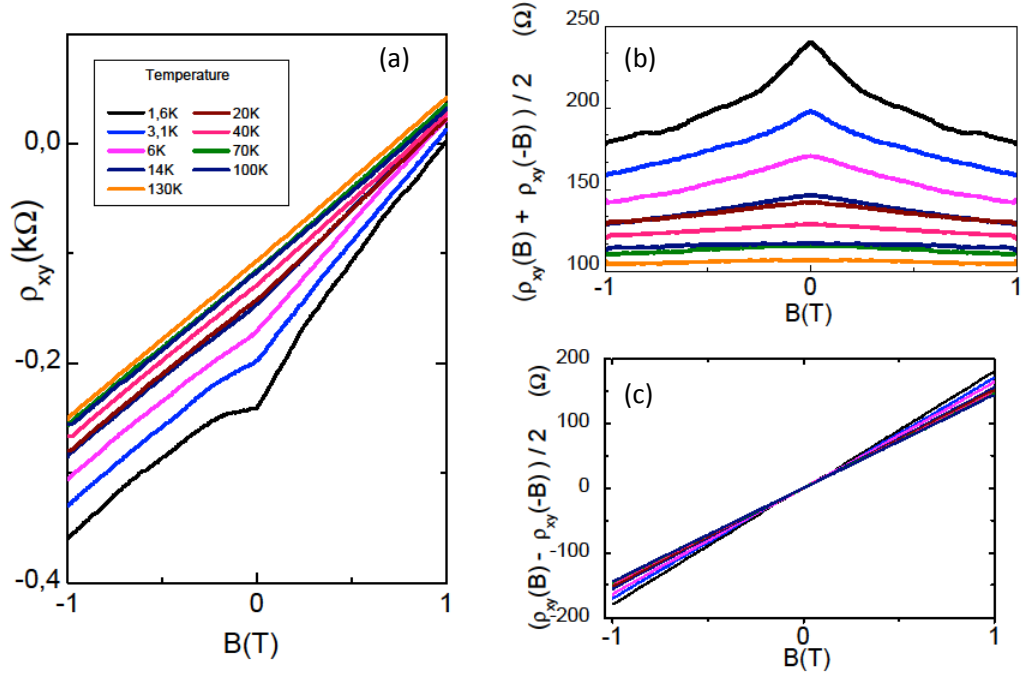 (a)
Temperature
1,6K 20K
3,1K 40K
6K 70K
14K 100K
130K
0,0
-0,2
-0,4
ρxy(kΩ)
-1 0 1
B(T)
(b)
(ρxy(B) + ρxy(-B) ) / 2 (Ω)
250
200
150
100
-1 0 1
B(T)
(c)
(ρxy(B) - ρxy(-B) ) / 2 (Ω)
200
100
0
-100
-200
-1 0 1
B(T)